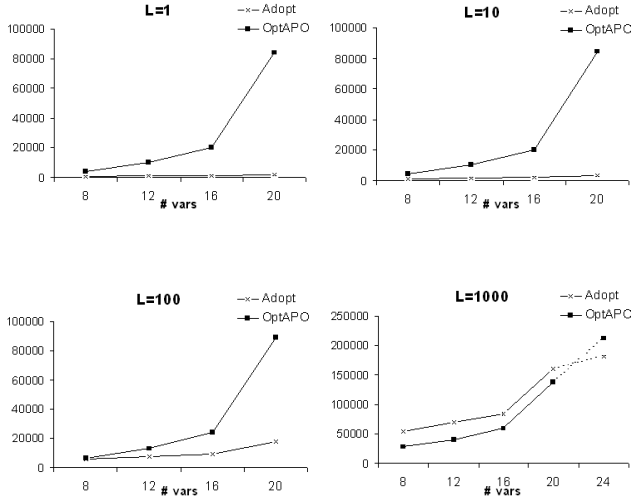 L=1
Adopt
OptAPO
100000
80000
60000
40000
20000
0
8 12 16 20
# vars
L=10
Adopt
OptAPO
100000
80000
60000
40000
20000
0
8 12 16 20
# vars
L=100
Adopt
OptAPO
100000
80000
60000
40000
20000
0
8 12 16 20
# vars
L=1000
Adopt
OptAPO
250000
200000
150000
100000
50000
0
8 12 16 20 24
# vars